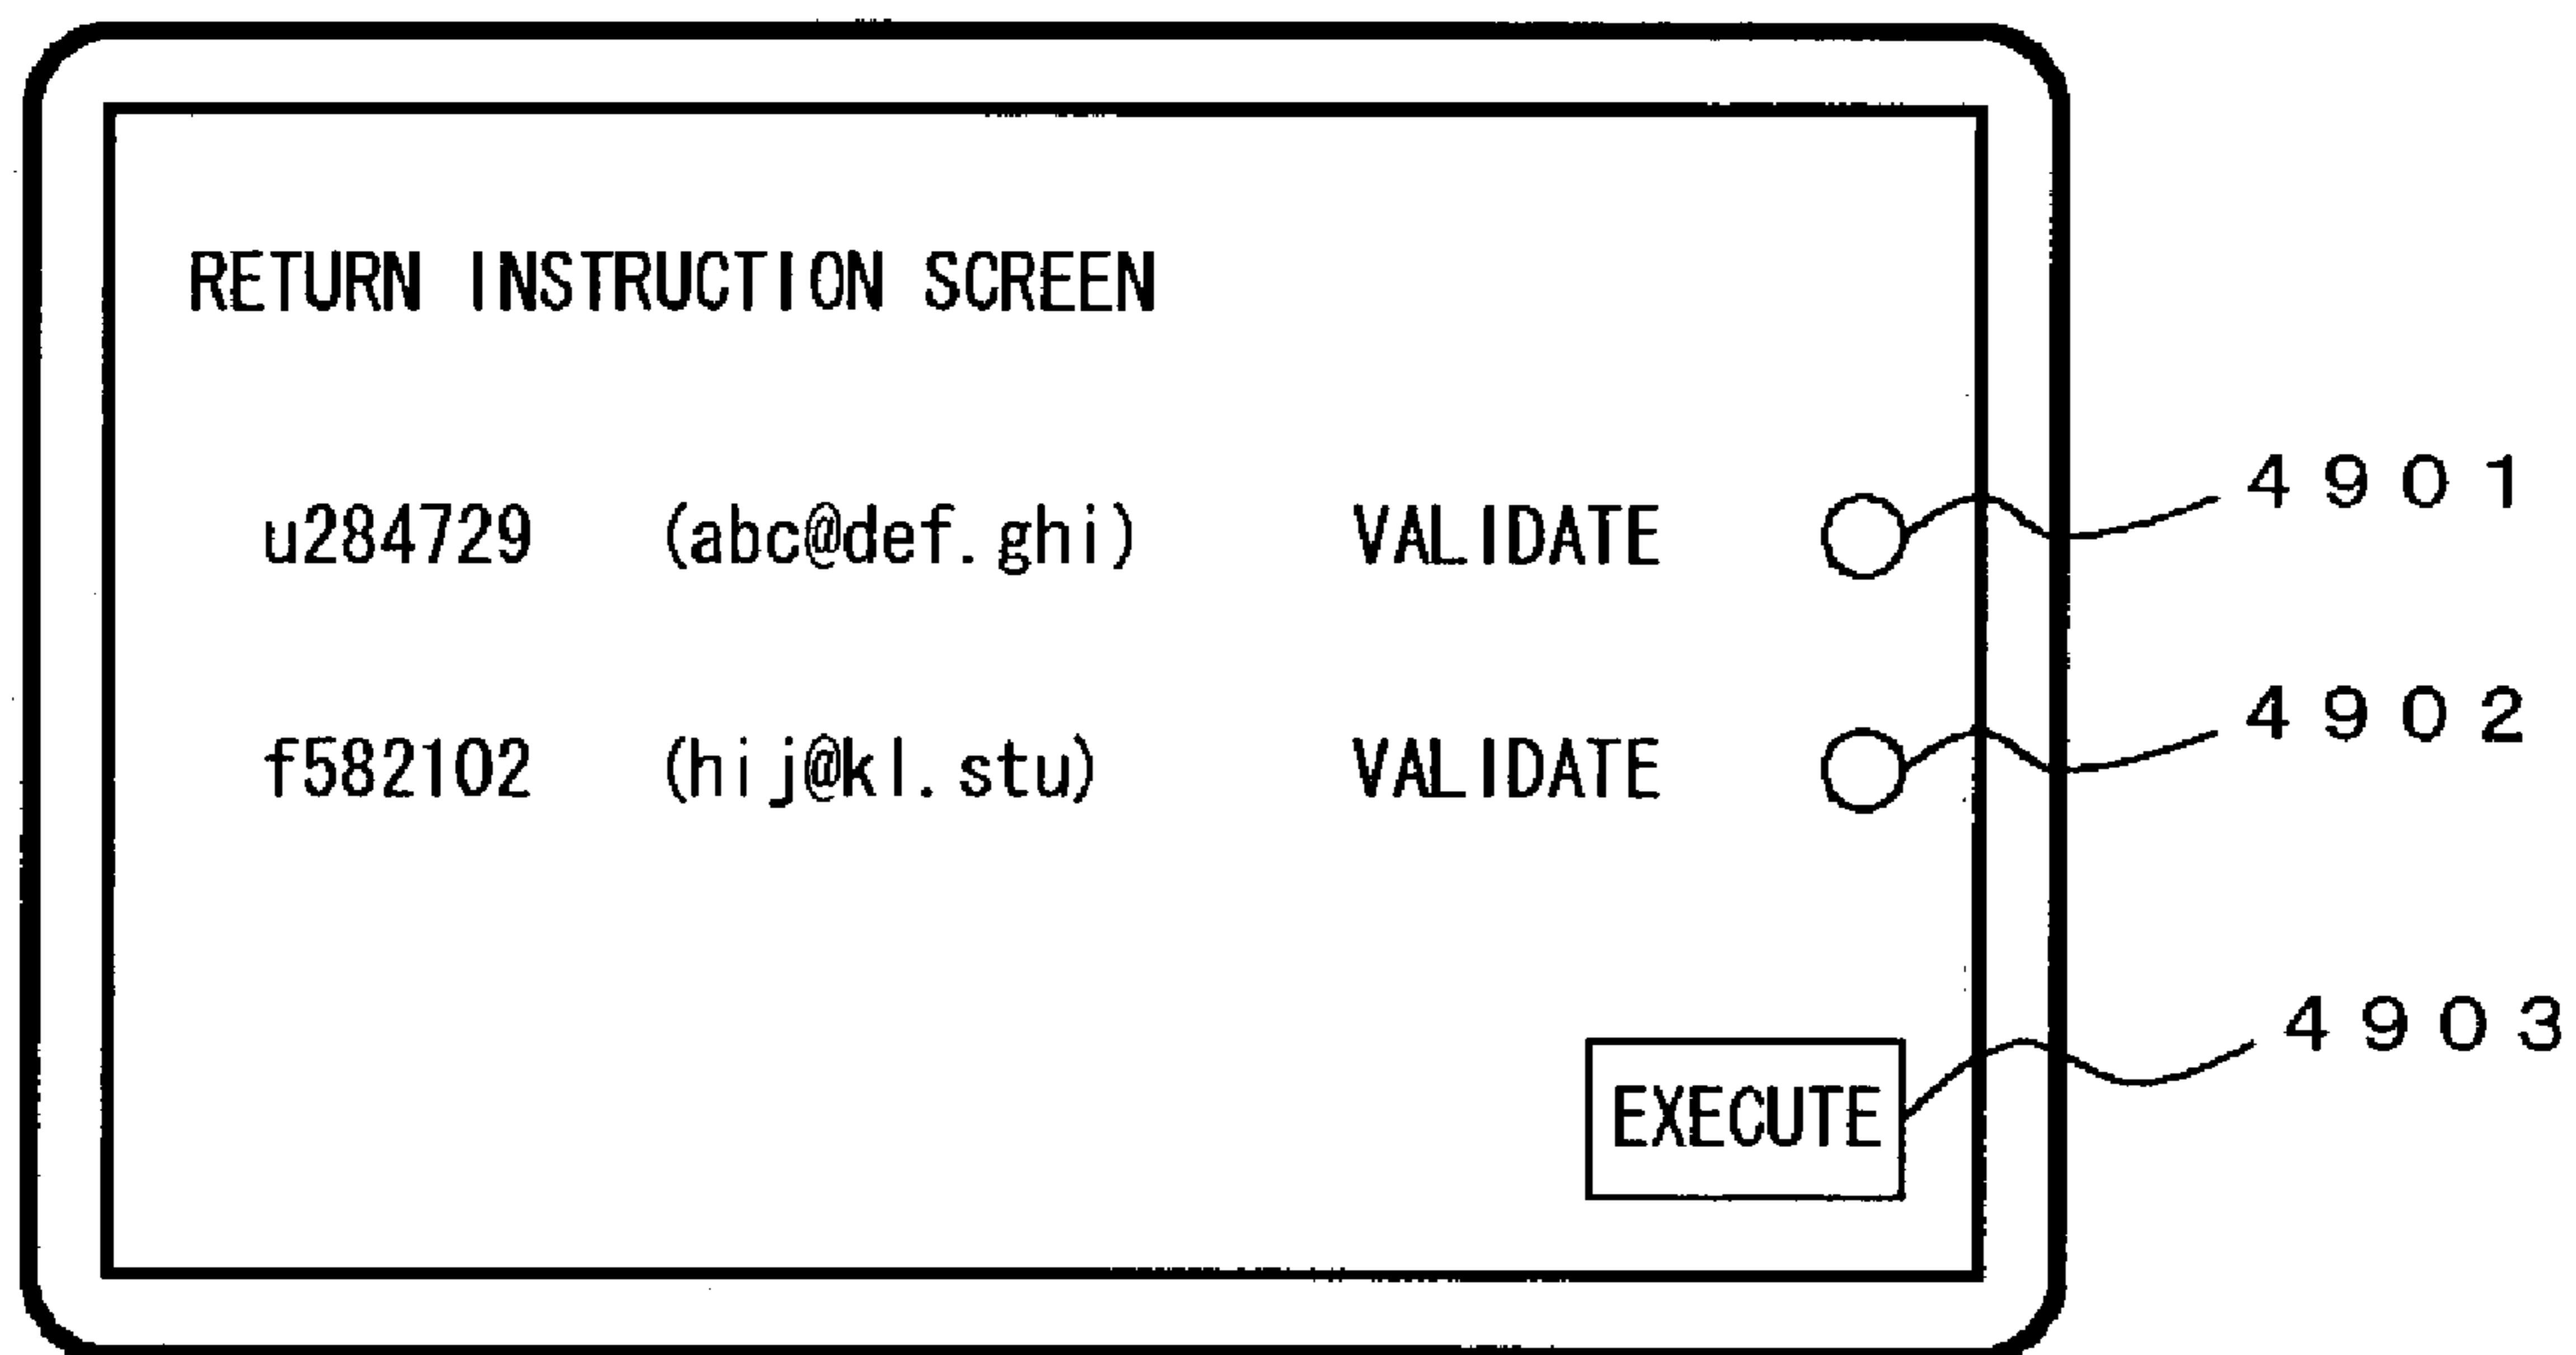 RETURN INSTRUCTION SCREEN
u284729 (abc@def.ghi) VALIDATE 4901
f582102 (hij@kl.stu) VALIDATE 4902
EXECUTE 4903